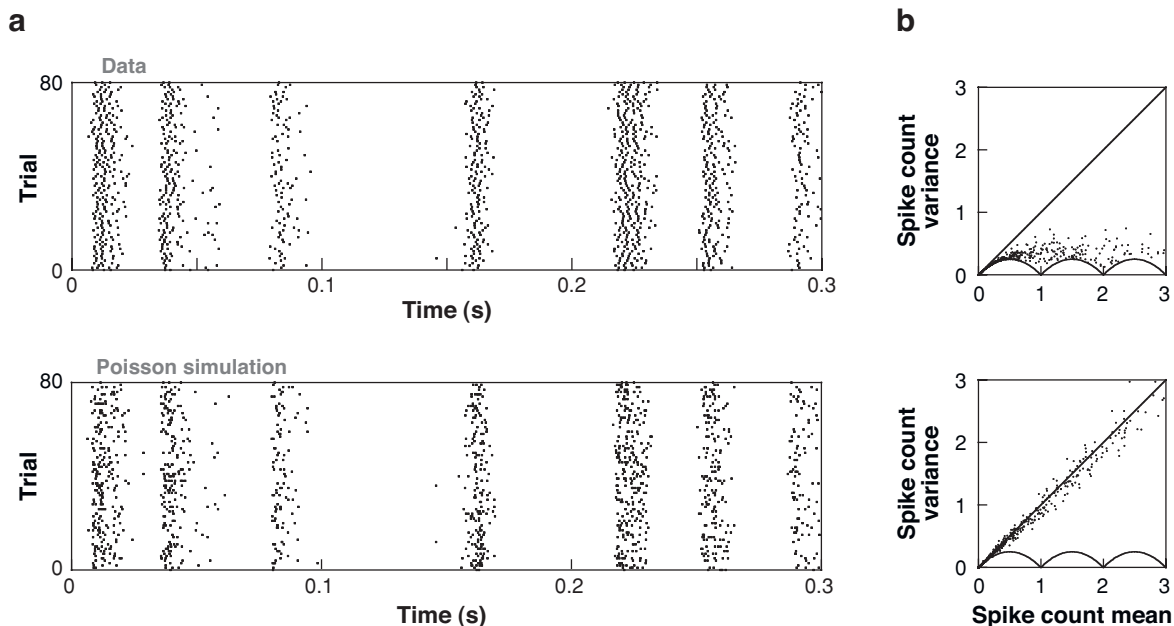 a
Data
80
Trial
0
0
0.1
0.2
0.3
Time (s)
Poisson simulation
80
Trial
0
0
0.1
0.2
0.3
Time (s)
b
3
2
1
0
Spike count
variance
0
1
2
3
3
2
1
0
Spike count
variance
0
1
2
3
Spike count mean